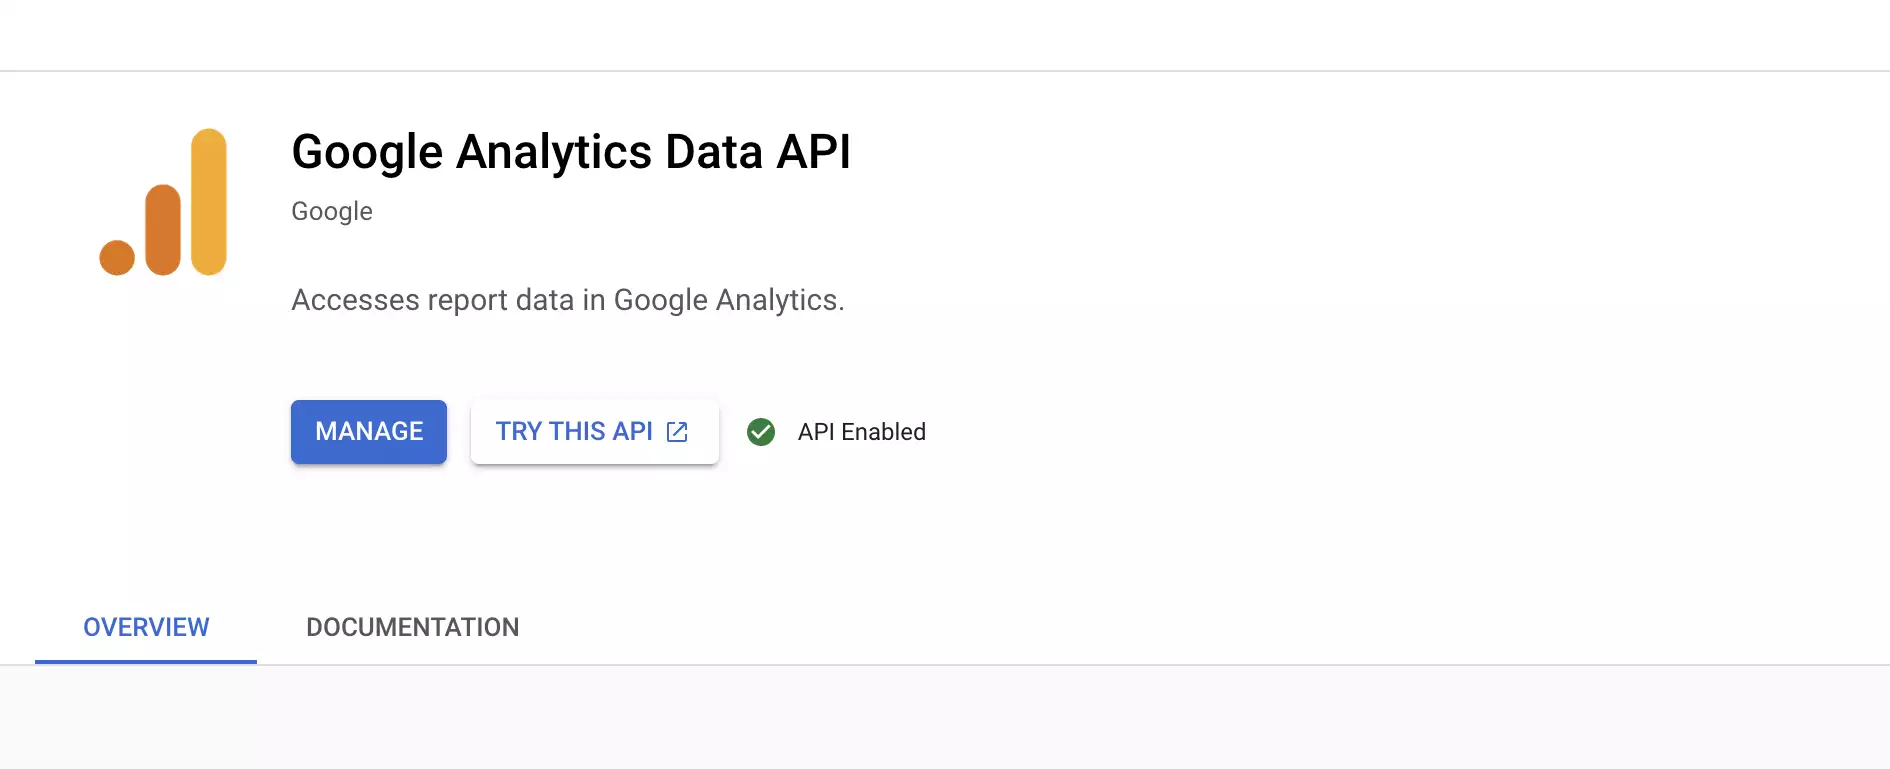 Google Analytics Data API
Google
Accesses report data in Google Analytics.
MANAGE
TRY THIS API
API Enabled
OVERVIEW
DOCUMENTATION